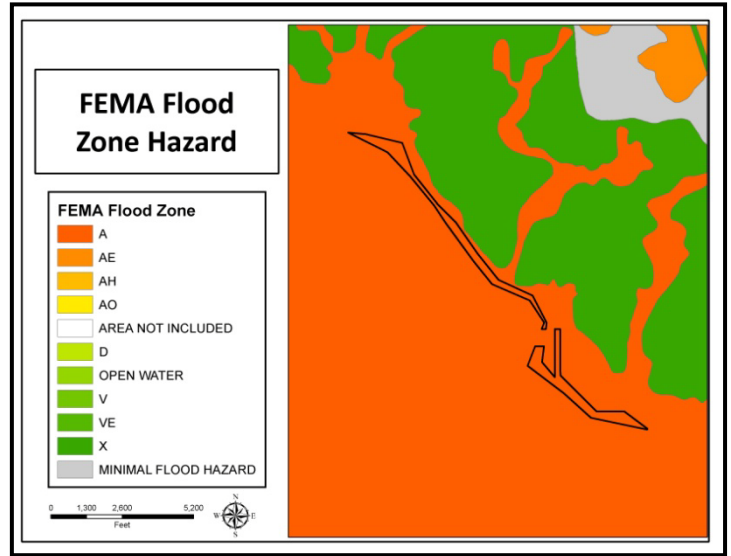 FEMA Flood
Zone Hazard
FEMA Flood Zone
A
AE
AH
AO
AREA NOT INCLUDED
D
OPEN WATER
V
VE
X
MINIMAL FLOOD HAZARD
0 1,300 2,600 5,200
Feet
N
W E
S